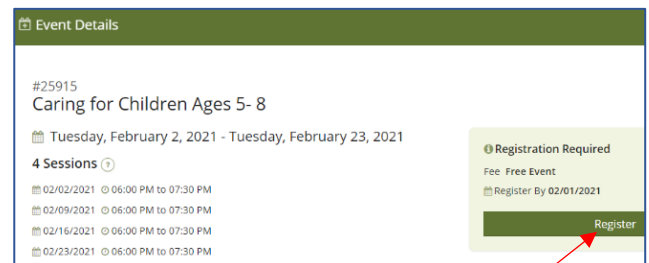 Event Details
#25915
Caring for Children Ages 5- 8
Tuesday, February 2, 2021 - Tuesday, February 23, 2021
4 Sessions
02/02/2021 06:00 PM to 07:30 PM
02/09/2021 06:00 PM to 07:30 PM
02/16/2021 06:00 PM to 07:30 PM
02/23/2021 06:00 PM to 07:30 PM
Registration Required
Fee Free Event
Register By 02/01/2021
Register